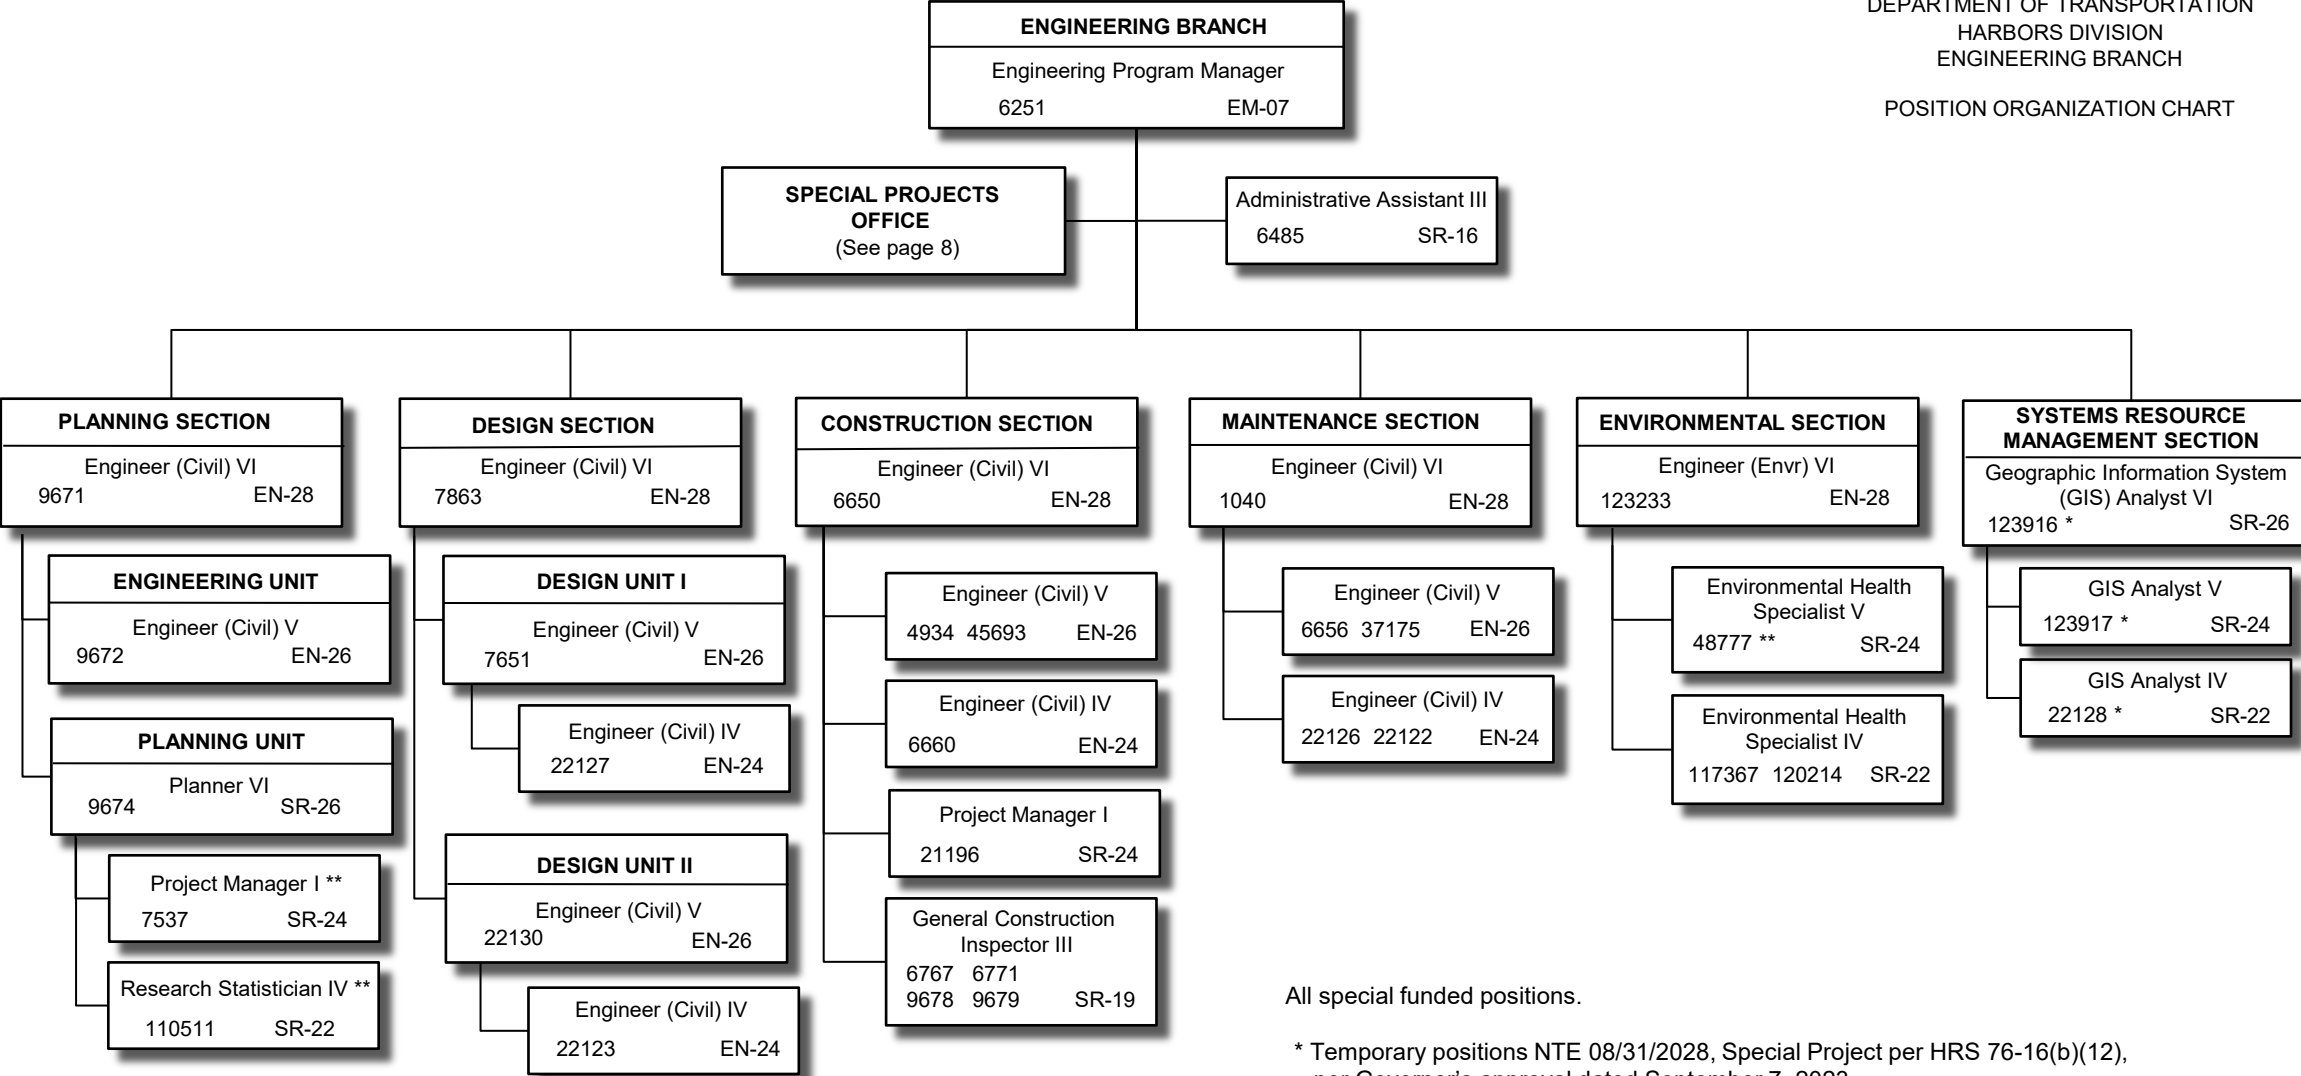 DEPARTMENT OF TRANSPORTATION
HARBORS DIVISION
ENGINEERING BRANCH
POSITION ORGANIZATION CHART
ENGINEERING BRANCH
Engineering Program Manager
6251 EM-07
SPECIAL PROJECTS
OFFICE
(See page 8)
Administrative Assistant III
6485 SR-16
PLANNING SECTION
Engineer (Civil) VI
9671 EN-28
ENGINEERING UNIT
Engineer (Civil) V
9672 EN-26
PLANNING UNIT
Planner VI
9674 SR-26
Project Manager I **
7537 SR-24
Research Statistician IV **
110511 SR-22
DESIGN SECTION
Engineer (Civil) VI
7863 EN-28
DESIGN UNIT I
Engineer (Civil) V
7651 EN-26
Engineer (Civil) IV
22127 EN-24
DESIGN UNIT II
Engineer (Civil) V
22130 EN-26
Engineer (Civil) IV
22123 EN-24
CONSTRUCTION SECTION
Engineer (Civil) VI
6650 EN-28
Engineer (Civil) V
4934 45693 EN-26
Engineer (Civil) IV
6660 EN-24
Project Manager I
21196 SR-24
General Construction
Inspector III
6767 6771
9678 9679 SR-19
MAINTENANCE SECTION
Engineer (Civil) VI
1040 EN-28
Engineer (Civil) V
6656 37175 EN-26
Engineer (Civil) IV
22126 22122 EN-24
ENVIRONMENTAL SECTION
Engineer (Envr) VI
123233 EN-28
Environmental Health
Specialist V
48777 ** SR-24
Environmental Health
Specialist IV
117367 120214 SR-22
SYSTEMS RESOURCE
MANAGEMENT SECTION
Geographic Information System
(GIS) Analyst VI
123916 * SR-26
GIS Analyst V
123917 * SR-24
GIS Analyst IV
22128 * SR-22
All special funded positions.
* Temporary positions NTE 08/31/2028, Special Project per HRS 76-16(b)(12),
per Governor's approval dated September 7, 2023